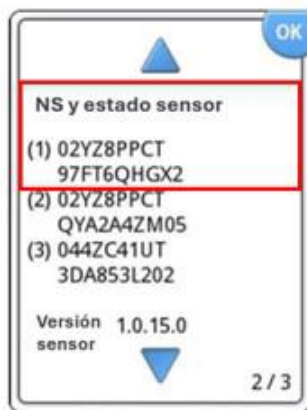 OK
NS y estado sensor
(1) 02YZ8PPCT
97FT6QHGX2
(2) 02YZ8PPCT
QYA2A4ZM05
(3) 044ZC41UT
3DA853L202
Versión 1.0.15.0
sensor
2 / 3